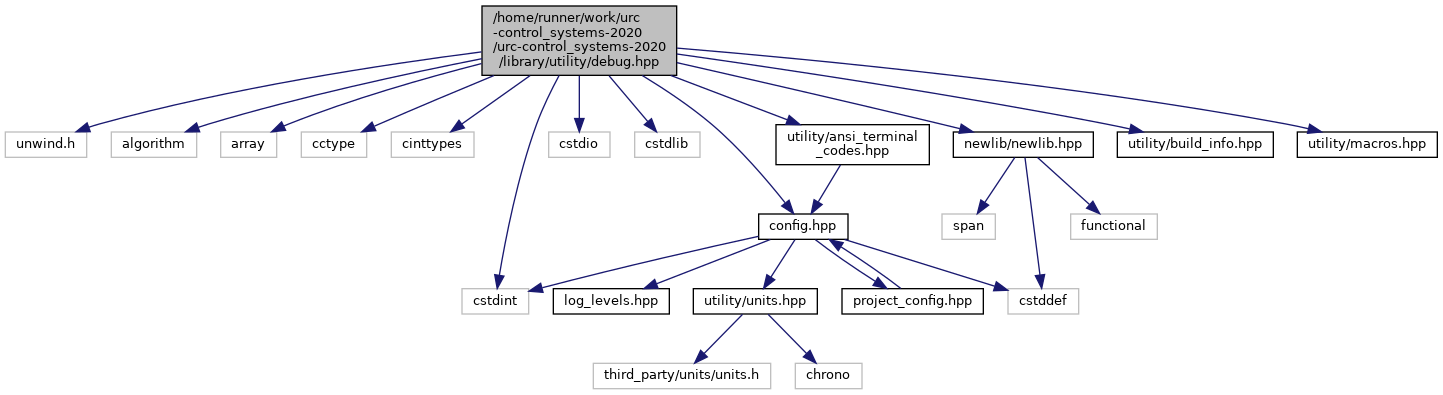 /home/runner/work/urc
-control_systems-2020
/urc-control_systems-2020
/library/utility/debug.hpp
unwind.h
algorithm
array
cctype
cinttypes
cstdio
cstdlib
utility/ansi_terminal
_codes.hpp
newlib/newlib.hpp
utility/build_info.hpp
utility/macros.hpp
config.hpp
span
functional
cstdint
log_levels.hpp
utility/units.hpp
project_config.hpp
cstddef
third_party/units/units.h
chrono